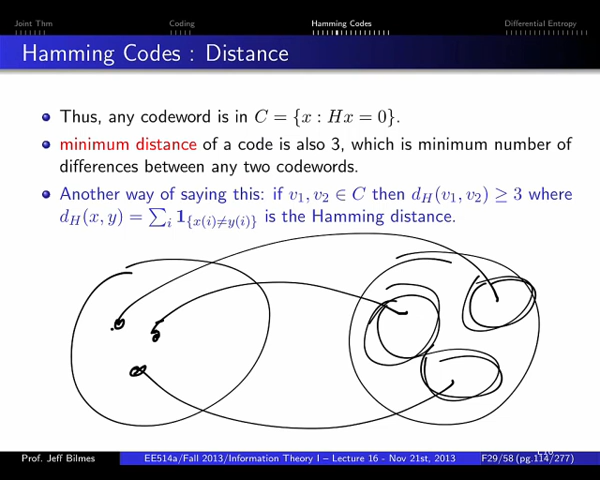 Joint Thm Coding Hamming Codes Differential Entropy
Hamming Codes : Distance
Thus, any codeword is in C = {x : Hx = 0}.
minimum distance of a code is also 3, which is minimum number of
differences between any two codewords.
Another way of saying this: if v₁, v₂ ∈ C then d_H(v₁, v₂) ≥ 3 where
d_H(x, y) = ∑ᵢ 1_{x(i)≠y(i)} is the Hamming distance.
Prof. Jeff Bilmes EE514a/Fall 2013/Information Theory I – Lecture 16 - Nov 21st, 2013 F29/58 (pg.114/277)